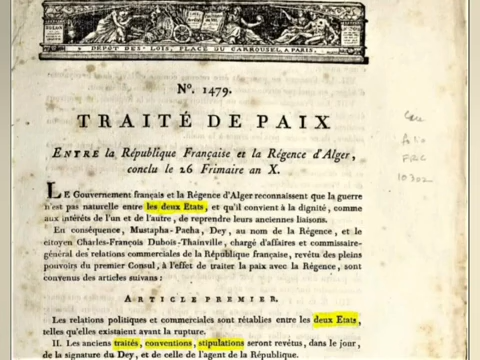 DÉPÔT DES LOIS, PLACE DU CARROUSEL, A PARIS.
N°. 1479.
TRAITÉ DE PAIX
ENTRE la République Française et la Régence d'Alger,
conclu le 26 Frimaire an X.
LE Gouvernement français et la Régence d'Alger reconnaissent que la guerre
n'est pas naturelle entre les deux Etats, et qu'il convient à la dignité, comme
aux intérêts de l'un et de l'autre, de reprendre leurs anciennes liaisons.
En conséquence, Mustapha-Pacha, Dey, au nom de la Régence, et le
citoyen Charles-François Dubois-Thainville, chargé d'affaires et commissaire-
général des relations commerciales de la République française, revêtu des pleins
pouvoirs du premier Consul, à l'effet de traiter la paix avec la Régence, sont
convenus des articles suivans :
ARTICLE PREMIER.
Les relations politiques et commerciales sont rétablies entre les deux Etats,
telles qu'elles existaient avant la rupture.
II. Les anciens traités, conventions, stipulations seront revêtus, dans le jour,
de la signature du Dey, et de celle de l'agent de la République.
Case
folio
FRC
10302